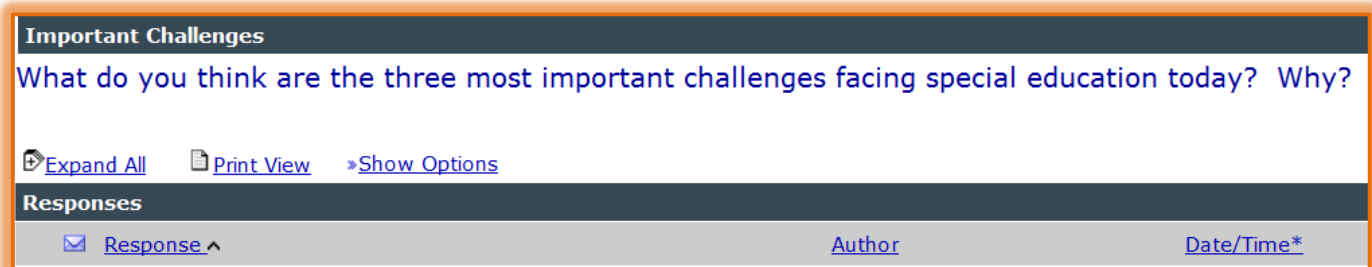 Important Challenges
What do you think are the three most important challenges facing special education today?  Why?
Expand All Print View »Show Options
Responses
Response Author Date/Time*